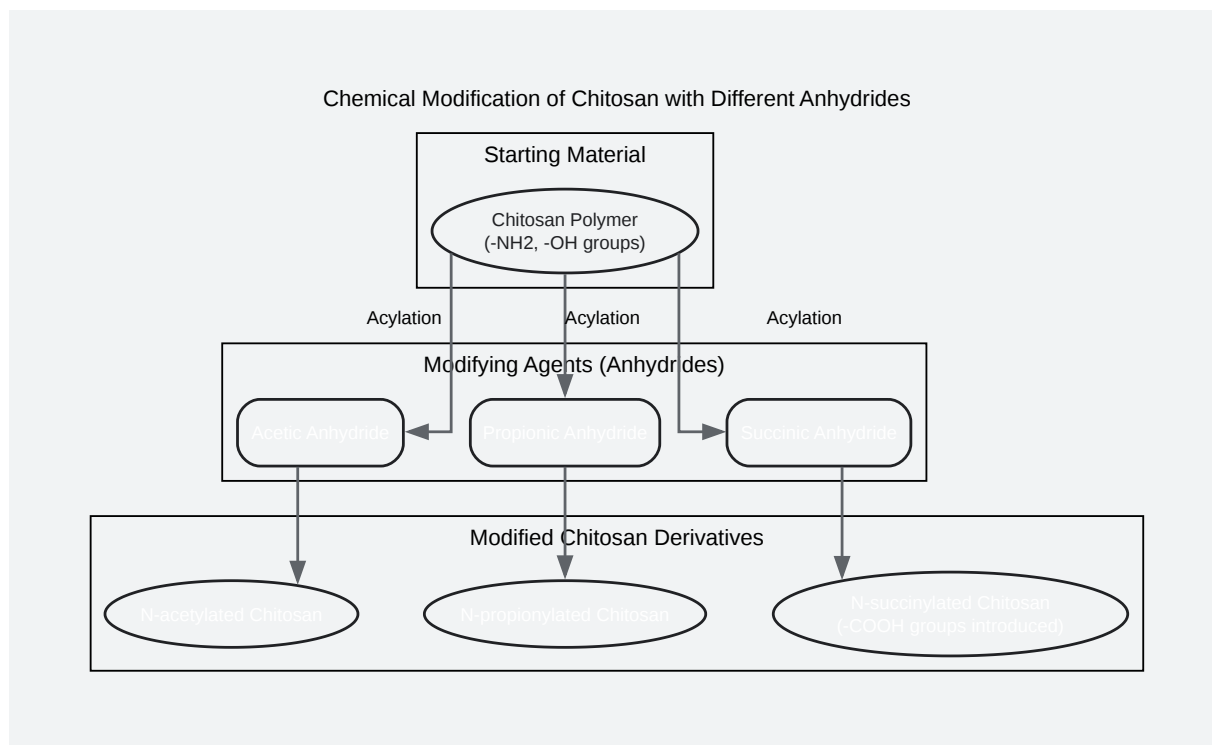 Chemical Modification of Chitosan with Different Anhydrides
Starting Material
Chitosan Polymer
(-NH2, -OH groups)
Acylation
Acylation
Acylation
Modifying Agents (Anhydrides)
Acetic Anhydride
Propionic Anhydride
Succinic Anhydride
Modified Chitosan Derivatives
N-acetylated Chitosan
N-propionylated Chitosan
N-succinylated Chitosan
(-COOH groups introduced)